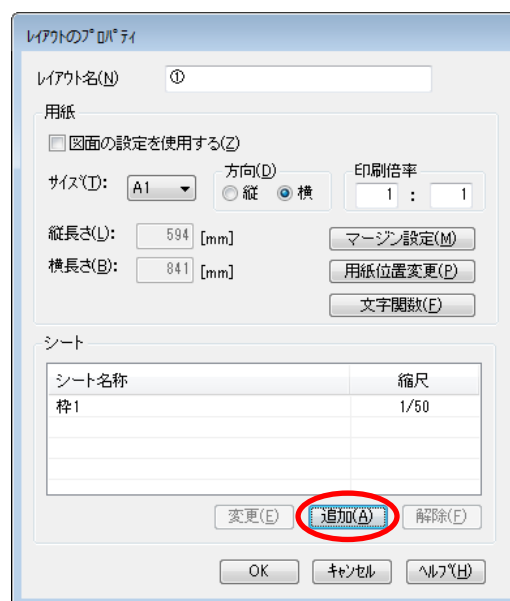 レイアウトのプロパティ
レイアウト名(N) ①
用紙
図面の設定を使用する(Z)
サイズ(T): A1 方向(D) 縦 横 印刷倍率 1 : 1
縦長さ(L): 594 [mm] マージン設定(M)
横長さ(B): 841 [mm] 用紙位置変更(P)
文字関数(F)
シート
シート名称 縮尺
枠1 1/50
変更(E) 追加(A) 解除(F)
OK キャンセル ヘルプ(H)